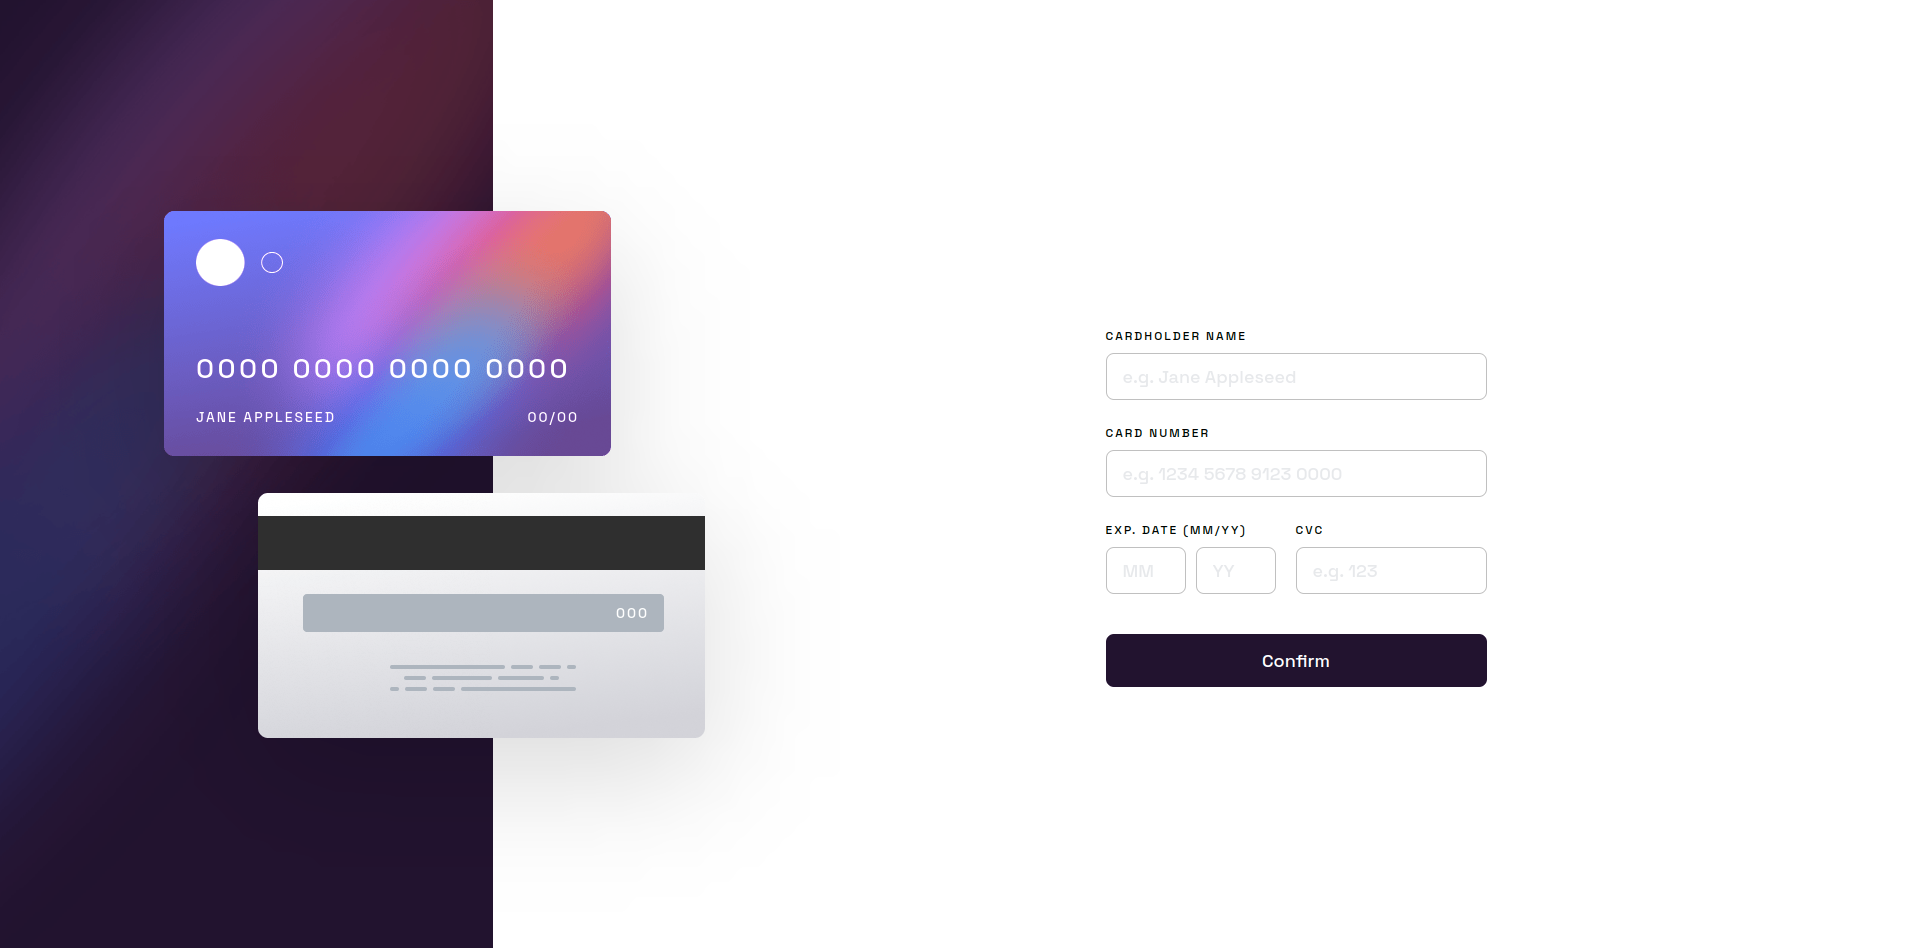 0000 0000 0000 0000
JANE APPLESEED 00/00
000
CARDHOLDER NAME
e.g. Jane Appleseed
CARD NUMBER
e.g. 1234 5678 9123 0000
EXP. DATE (MM/YY) CVC
MM YY e.g. 123
Confirm